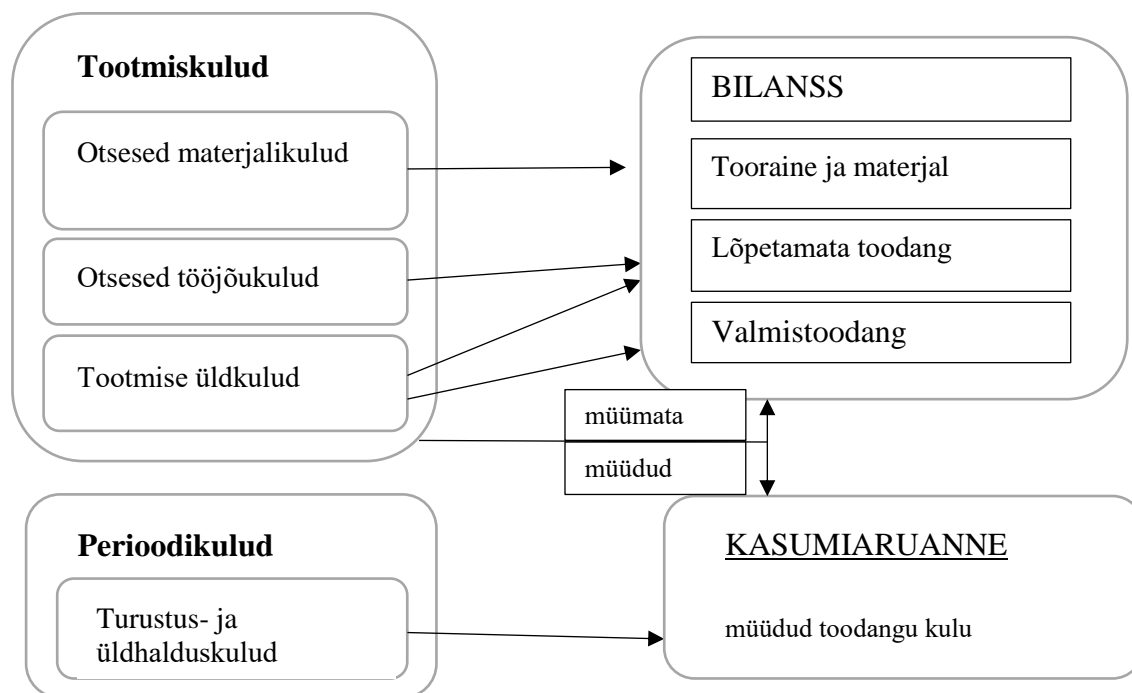 Tootmiskulud
Otsesed materjalikulud
Otsesed tööjõukulud
Tootmise üldkulud
BILANSS
Tooraine ja materjal
Lõpetamata toodang
Valmistoodang
müümata
müüdud
Perioodikulud
Turustus- ja
üldhalduskulud
KASUMIARUANNE
müüdud toodangu kulu